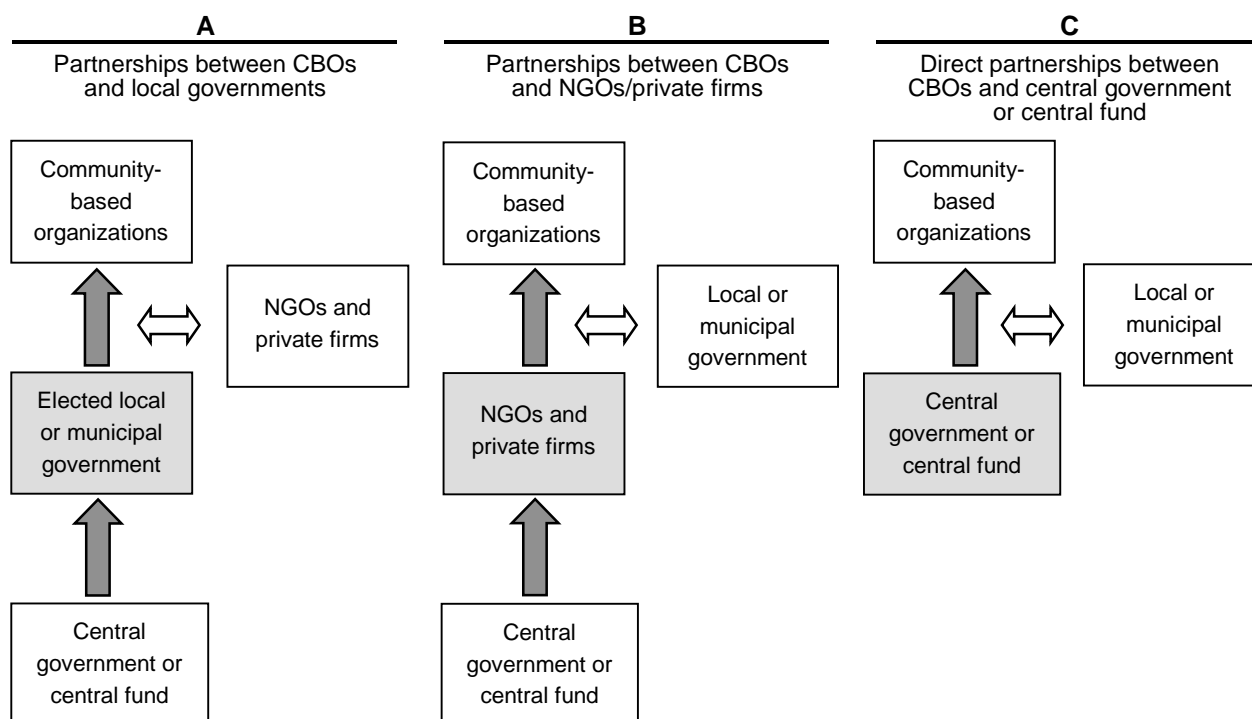 A
Partnerships between CBOs
and local governments
Community-
based
organizations
NGOs and
private firms
Elected local
or municipal
government
Central
government or
central fund
B
Partnerships between CBOs
and NGOs/private firms
Community-
based
organizations
Local or
municipal
government
NGOs and
private firms
Central
government or
central fund
C
Direct partnerships between
CBOs and central government
or central fund
Community-
based
organizations
Local or
municipal
government
Central
government or
central fund